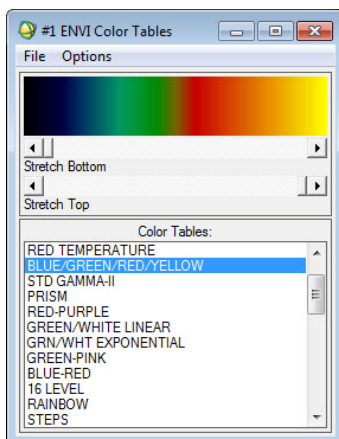 #1 ENVI Color Tables
File Options
Stretch Bottom
Stretch Top
Color Tables:
RED TEMPERATURE
BLUE/GREEN/RED/YELLOW
STD GAMMA-II
PRISM
RED-PURPLE
GREEN/WHITE LINEAR
GRN/WHT EXPONENTIAL
GREEN-PINK
BLUE-RED
16 LEVEL
RAINBOW
STEPS